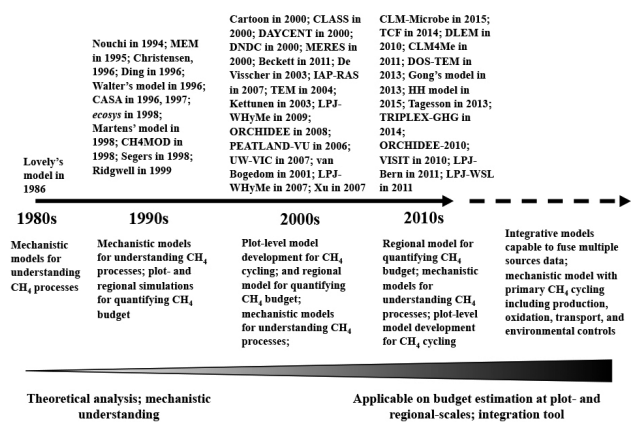 Nouchi in 1994; MEM
in 1995; Christensen,
1996; Ding in 1996;
Walter's model in 1996;
CASA in 1996, 1997;
ecosys in 1998;
Martens' model in
1998; CH4MOD in
1998; Segers in 1998;
Ridgwell in 1999
Cartoon in 2000; CLASS in
2000; DAYCENT in 2000;
DNDC in 2000; MERES in
2000; Beckett in 2011; De
Visscher in 2003; IAP-RAS
in 2007; TEM in 2004;
Kettunen in 2003; LPJ-
WHyMe in 2009;
ORCHIDEE in 2008;
PEATLAND-VU in 2006;
UW-VIC in 2007; van
Bogedom in 2001; LPJ-
WHyMe in 2007; Xu in 2007
CLM-Microbe in 2015;
TCF in 2014; DLEM in
2010; CLM4Me in
2011; DOS-TEM in
2013; Gong's model in
2013; HH model in
2015; Tagesson in 2013;
TRIPLEX-GHG in
2014;
ORCHIDEE-2010;
VISIT in 2010; LPJ-
Bern in 2011; LPJ-WSL
in 2011
Lovely's
model in
1986
1980s
1990s
2000s
2010s
Mechanistic
models for
understanding
CH4 processes
Mechanistic models
for understanding CH4
processes; plot- and
regional simulations
for quantifying CH4
budget
Plot-level model
development for CH4
cycling; and regional
model for quantifying
CH4 budget;
mechanistic models
for understanding CH4
processes;
Regional model for
quantifying CH4
budget; mechanistic
models for
understanding CH4
processes; plot-level
model development
for CH4 cycling
Integrative models
capable to fuse multiple
sources data;
mechanistic model with
primary CH4 cycling
including production,
oxidation, transport, and
environmental controls
Theoretical analysis; mechanistic
understanding
Applicable on budget estimation at plot- and
regional-scales; integration tool